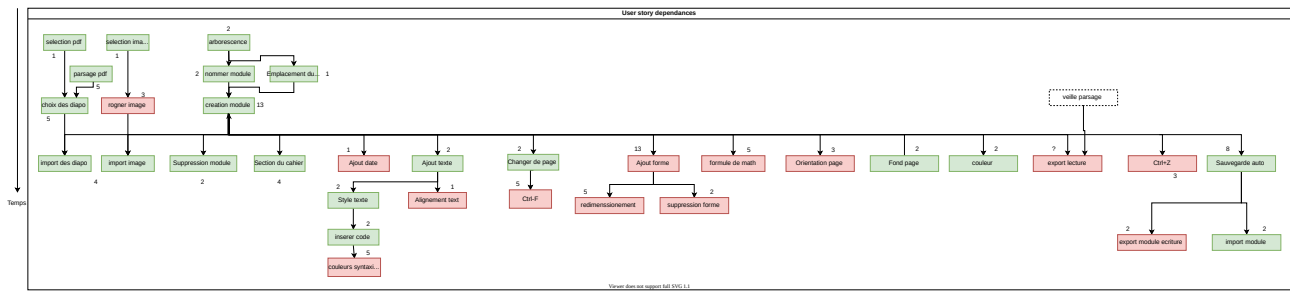 User story dependances
2
selection pdf
selection ima...
arborescence
1
1
parsage pdf
2
nommer module
Emplacement du...
1
5
3
veille parsage
choix des diapo
rogner image
creation module
13
5
1
2
2
13
5
3
2
2
?
8
import des diapo
import image
Suppression module
Section du cahier
Ajout date
Ajout texte
Changer de page
Ajout forme
formule de math
Orientation page
Fond page
couleur
export lecture
Ctrl+Z
Sauvegarde auto
4
2
4
3
2
1
5
5
2
Temps
Style texte
Alignement text
Ctrl-F
redimenssionement
suppression forme
2
2
2
inserer code
export module ecriture
import module
5
couleurs syntaxi...
Viewer does not support full SVG 1.1